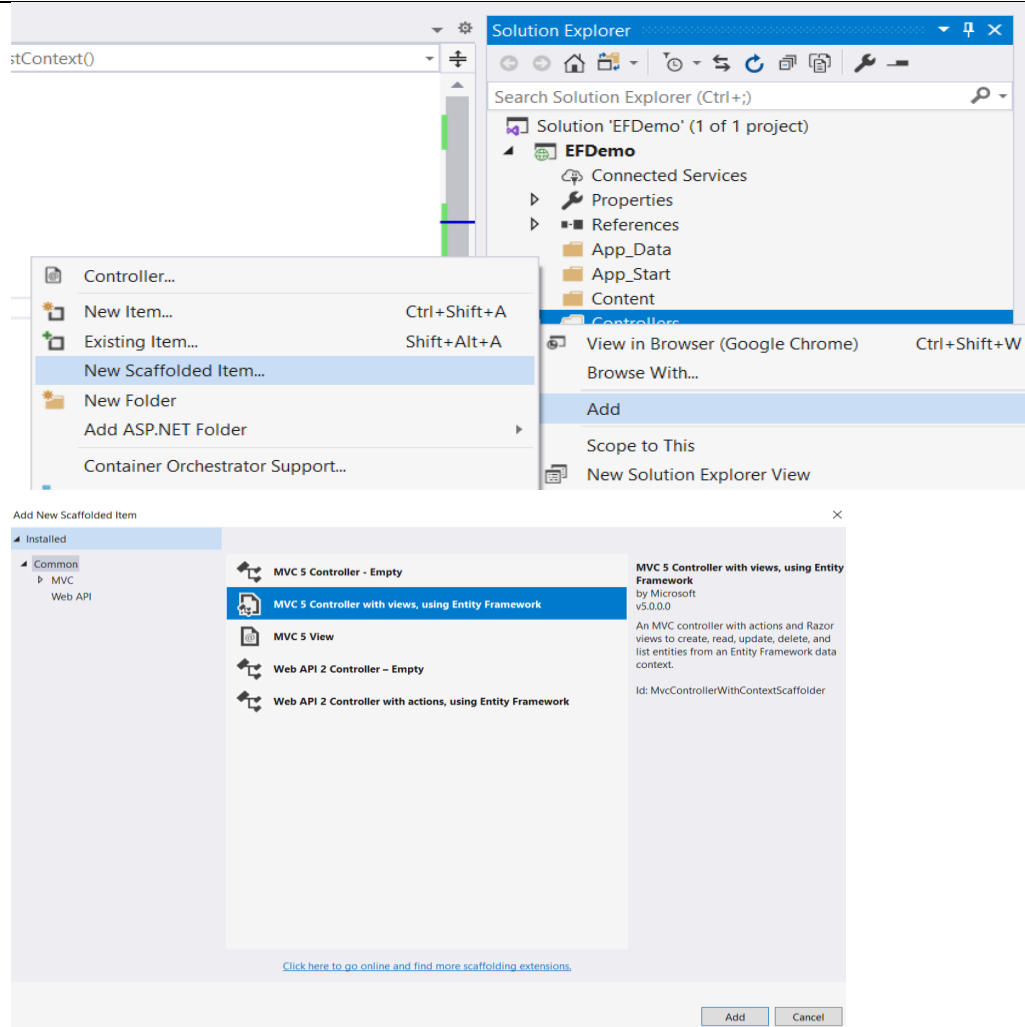 stContext()
Solution Explorer
Search Solution Explorer (Ctrl+;)
Solution 'EFDemo' (1 of 1 project)
EFDemo
Connected Services
Properties
References
App_Data
App_Start
Content
Controllers
Controller...
New Item... Ctrl+Shift+A
Existing Item... Shift+Alt+A
New Scaffolded Item...
New Folder
Add ASP.NET Folder
Container Orchestrator Support...
View in Browser (Google Chrome) Ctrl+Shift+W
Browse With...
Add
Scope to This
New Solution Explorer View
Add New Scaffolded Item
Installed
Common
MVC
Web API
MVC 5 Controller - Empty
MVC 5 Controller with views, using Entity Framework
MVC 5 View
Web API 2 Controller – Empty
Web API 2 Controller with actions, using Entity Framework
MVC 5 Controller with views, using Entity
Framework
by Microsoft
v5.0.0.0
An MVC controller with actions and Razor
views to create, read, update, delete, and
list entities from an Entity Framework data
context.
Id: MvcControllerWithContextScaffolder
Click here to go online and find more scaffolding extensions.
Add
Cancel